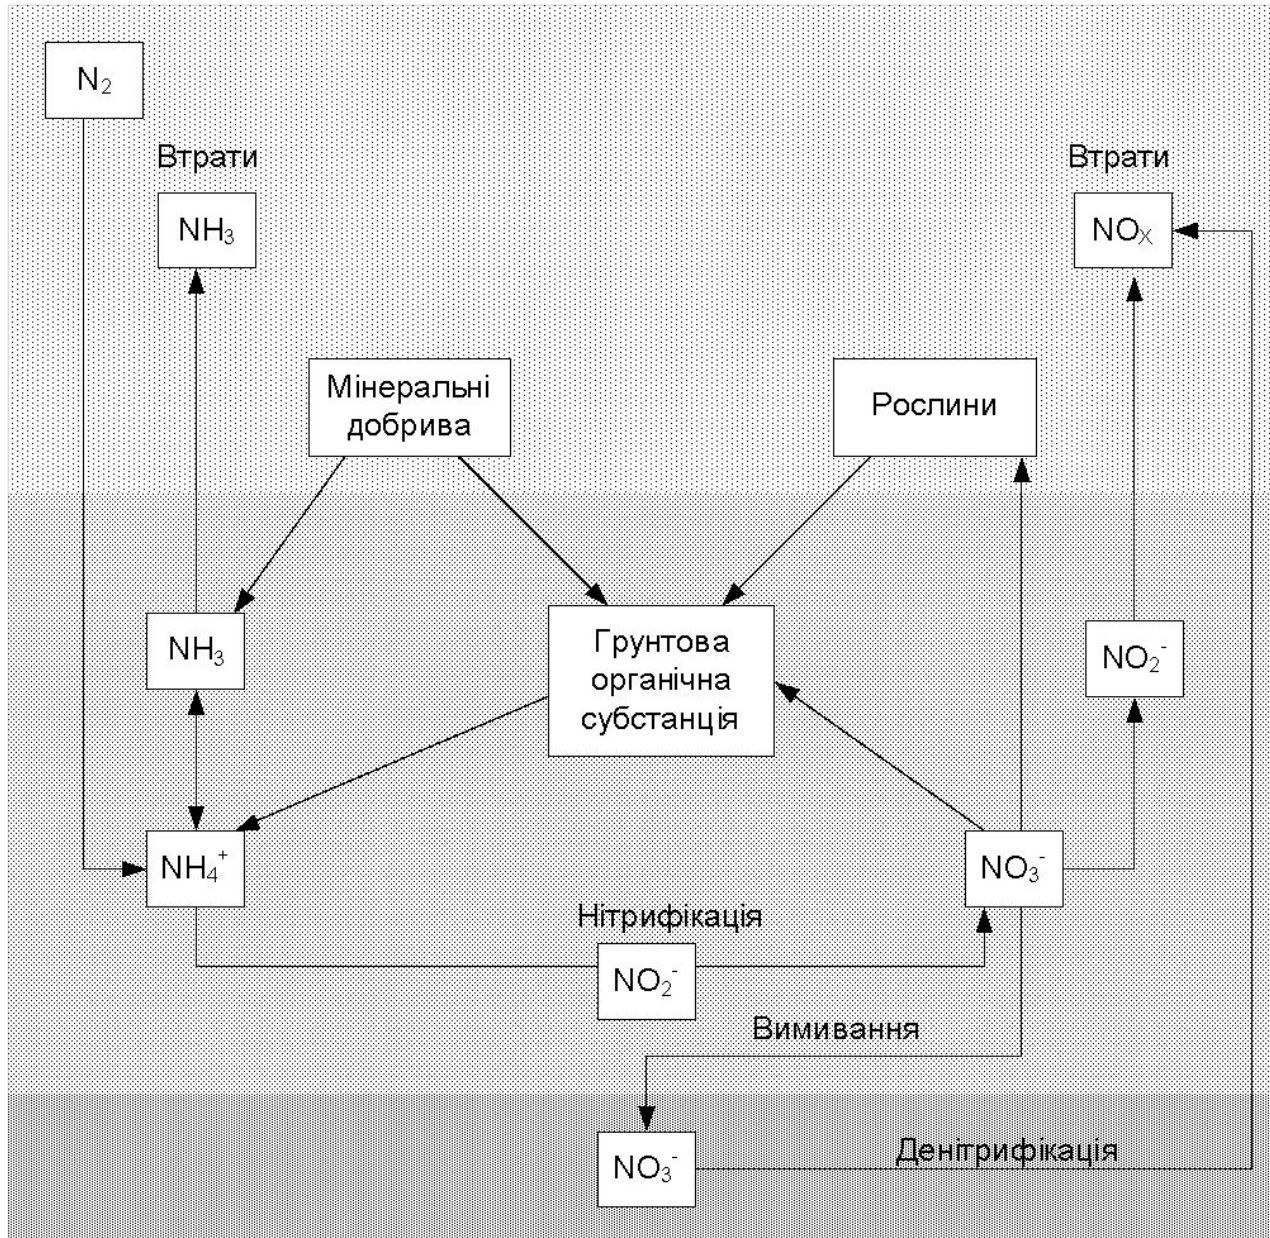 N₂
Втрати
NH₃
Втрати
NOₓ
Мінеральні
добрива
Рослини
NH₃
Грунтова
органічна
субстанція
NO₂⁻
NH₄⁺
NO₃⁻
Нітрифікація
NO₂⁻
Вимивання
NO₃⁻
Денітрифікація